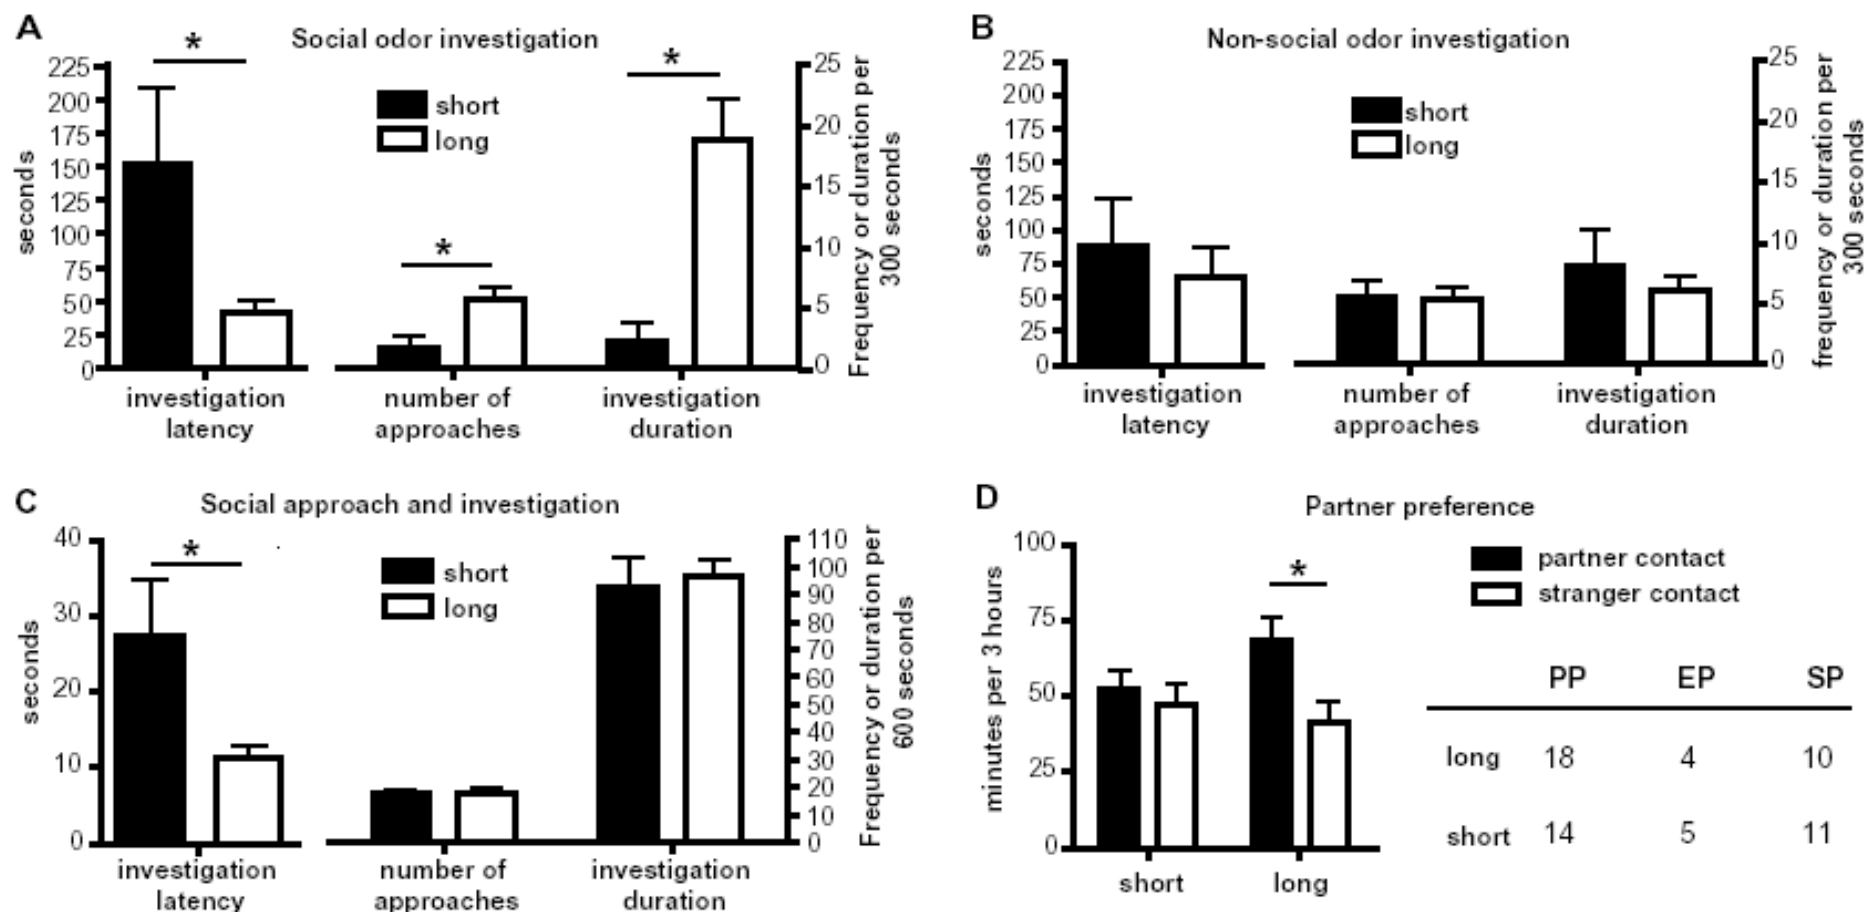 A
Social odor investigation
*
*
*
short
long
seconds
225
200
175
150
125
100
75
50
25
0
25
20
15
10
5
0
Frequency or duration per
300 seconds
investigation
latency
number of
approaches
investigation
duration
B
Non-social odor investigation
short
long
seconds
225
200
175
150
125
100
75
50
25
0
25
20
15
10
5
0
frequency or duration per
300 seconds
investigation
latency
number of
approaches
investigation
duration
C
Social approach and investigation
*
short
long
seconds
40
30
20
10
0
110
100
90
80
70
60
50
40
30
20
10
0
Frequency or duration per
600 seconds
investigation
latency
number of
approaches
investigation
duration
D
Partner preference
*
partner contact
stranger contact
minutes per 3 hours
100
75
50
25
0
short
long
PP EP SP
long 18 4 10
short 14 5 11